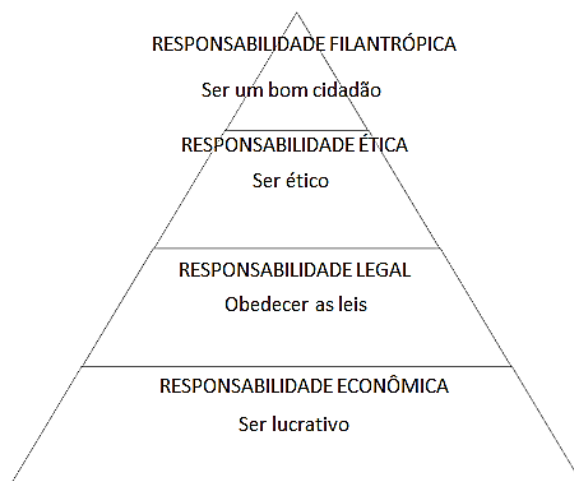 RESPONSABILIDADE FILANTRÓPICA
Ser um bom cidadão
RESPONSABILIDADE ÉTICA
Ser ético
RESPONSABILIDADE LEGAL
Obedecer as leis
RESPONSABILIDADE ECONÔMICA
Ser lucrativo